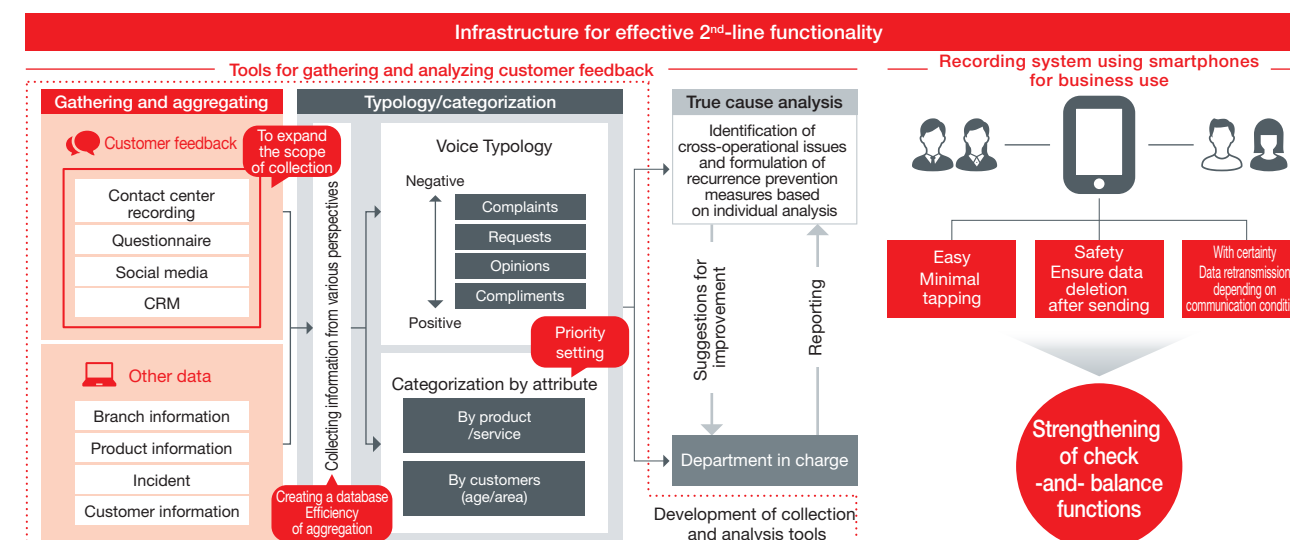 Infrastructure for effective 2nd-line functionality
Tools for gathering and analyzing customer feedback
Gathering and aggregating
Customer feedback
To expand
the scope
of collection
Contact center
recording
Questionnaire
Social media
CRM
Other data
Branch information
Product information
Incident
Customer information
Collecting information from various perspectives
Creating a database
Efficiency
of aggregation
Typology/categorization
Voice Typology
Negative
Complaints
Requests
Opinions
Compliments
Positive
Priority
setting
Categorization by attribute
By product
/service
By customers
(age/area)
True cause analysis
Identification of
cross-operational issues
and formulation of
recurrence prevention
measures based
on individual analysis
Suggestions for
improvement
Reporting
Department in charge
Development of collection
and analysis tools
Recording system using smartphones
for business use
Easy
Minimal
tapping
Safety
Ensure data
deletion
after sending
With certainty
Data retransmission
depending on
communication
Strengthening
of check
-and- balance
functions